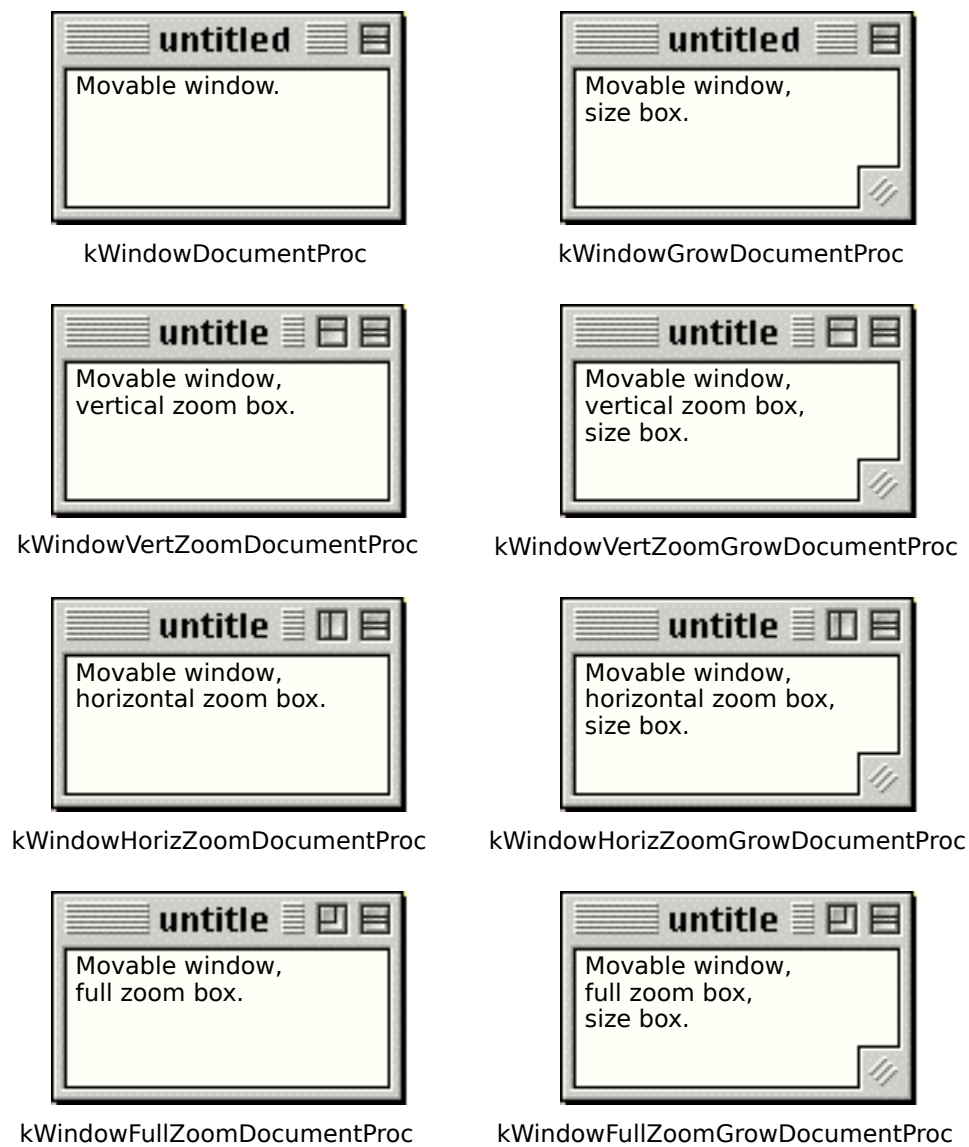 untitled
Movable window.
kWindowDocumentProc
untitled
Movable window,
size box.
kWindowGrowDocumentProc
untitle
Movable window,
vertical zoom box.
kWindowVertZoomDocumentProc
untitle
Movable window,
vertical zoom box,
size box.
kWindowVertZoomGrowDocumentProc
untitle
Movable window,
horizontal zoom box.
kWindowHorizZoomDocumentProc
untitle
Movable window,
horizontal zoom box,
size box.
kWindowHorizZoomGrowDocumentProc
untitle
Movable window,
full zoom box.
kWindowFullZoomDocumentProc
untitle
Movable window,
full zoom box,
size box.
kWindowFullZoomGrowDocumentProc